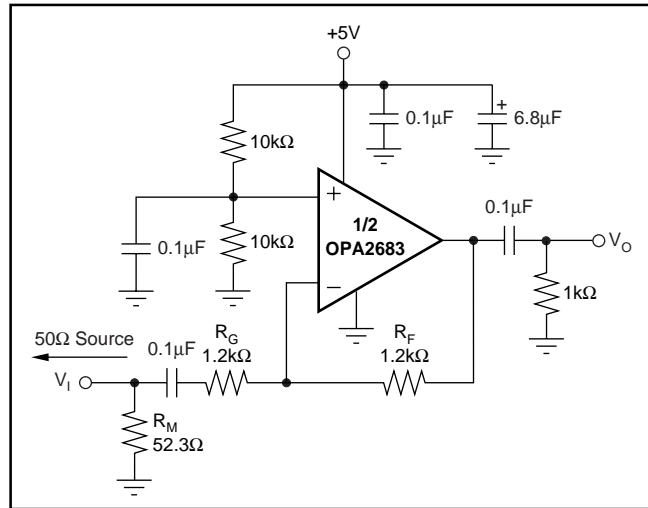 +5V
0.1µF
+
6.8µF
10kΩ
+
1/2
OPA2683
−
0.1µF
10kΩ
0.1µF
VO
1kΩ
50Ω Source
0.1µF
RG
1.2kΩ
RF
1.2kΩ
VI
RM
52.3Ω